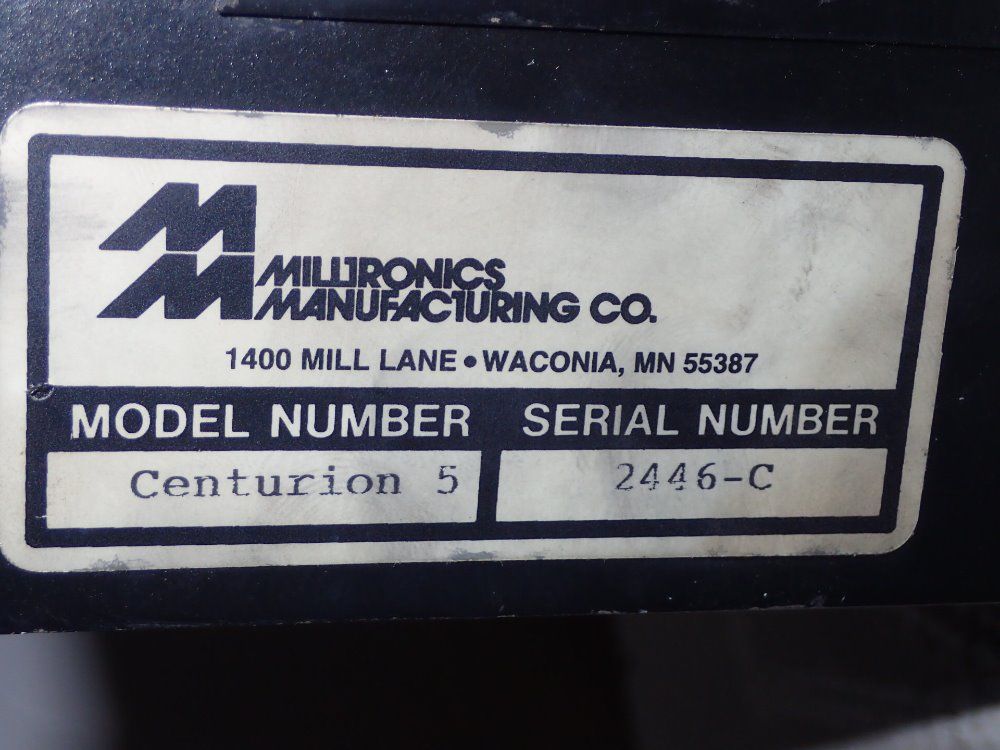 MILLTRONICS
MANUFACTURING CO.
1400 MILL LANE • WACONIA, MN 55387
MODEL NUMBER SERIAL NUMBER
Centurion 5 2446-C